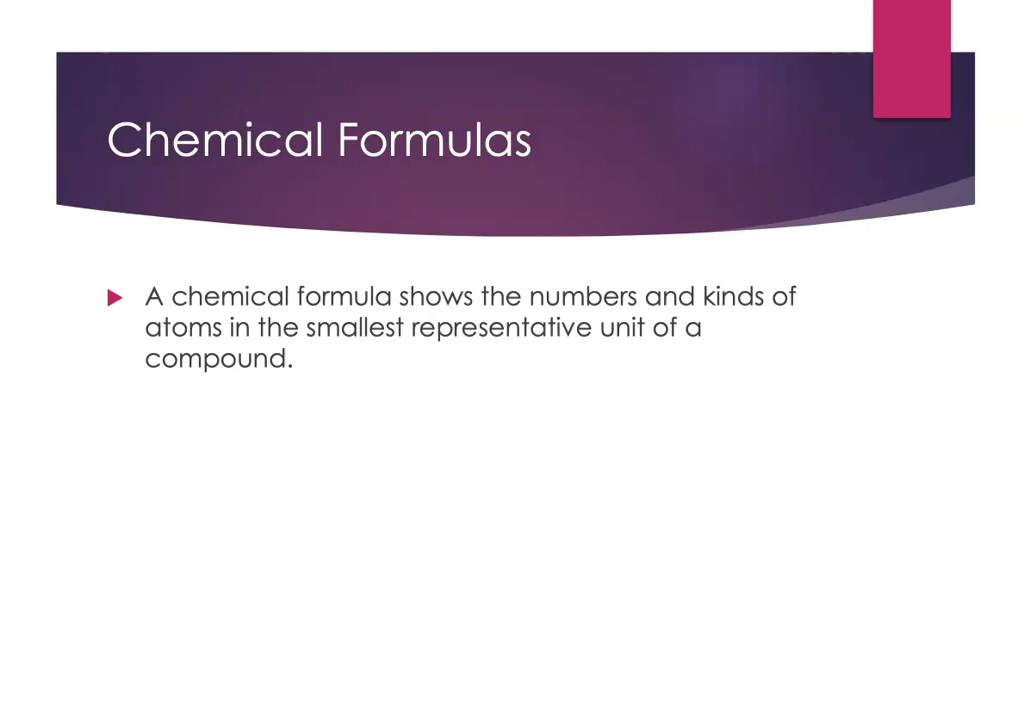 Chemical Formulas
A chemical formula shows the numbers and kinds of
atoms in the smallest representative unit of a
compound.